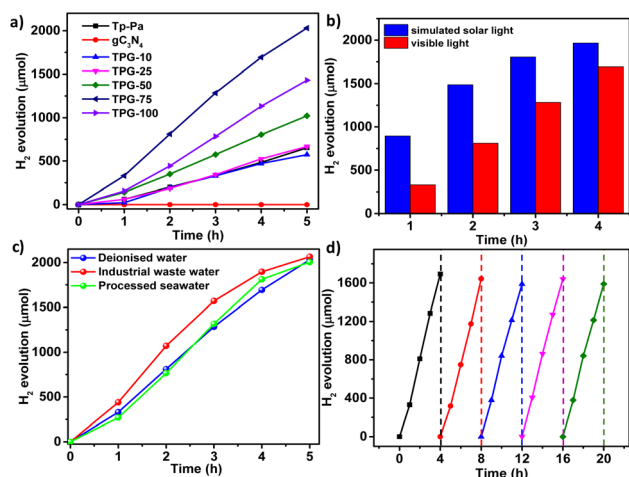 a)
Tp-Pa
gC₃N₄
TPG-10
TPG-25
TPG-50
TPG-75
TPG-100
H₂ evolution (μmol)
2000
1500
1000
500
0
0 1 2 3 4 5
Time (h)
b)
simulated solar light
visible light
H₂ evolution (μmol)
2000
1500
1000
500
0
1 2 3 4
Time (h)
c)
Deionised water
Industrial waste water
Processed seawater
H₂ evolution (μmol)
2000
1500
1000
500
0
0 1 2 3 4 5
Time (h)
d)
H₂ evolution (μmol)
1600
1200
800
400
0
0 4 8 12 16 20
Time (h)